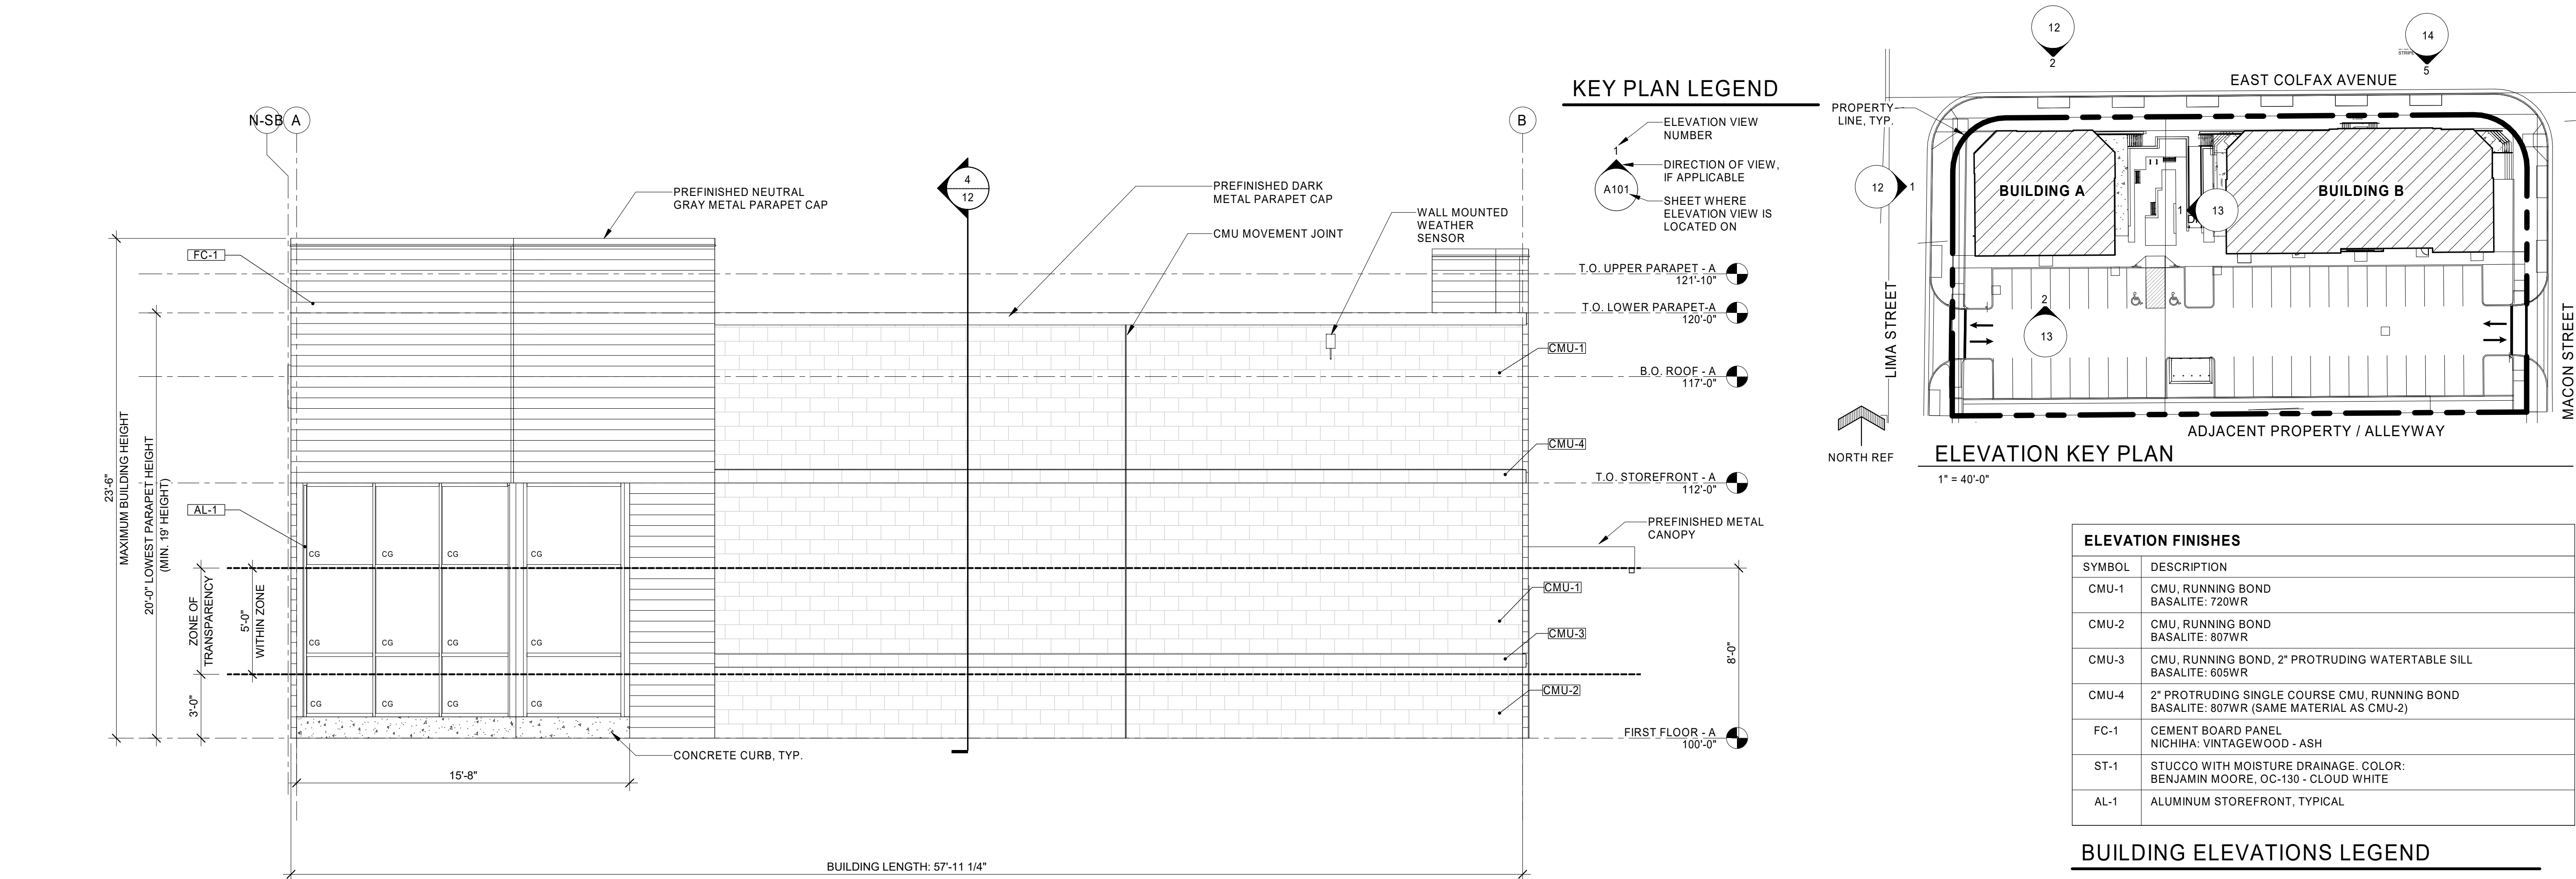 N-SB
A
B
4
12
PREFINISHED NEUTRAL
GRAY METAL PARAPET CAP
PREFINISHED DARK
METAL PARAPET CAP
CMU MOVEMENT JOINT
WALL MOUNTED
WEATHER
SENSOR
FC-1
AL-1
T.O. UPPER PARAPET - A
121'-10"
T.O. LOWER PARAPET-A
120'-0"
CMU-1
B.O. ROOF - A
117'-0"
CMU-4
T.O. STOREFRONT - A
112'-0"
PREFINISHED METAL
CANOPY
CMU-1
CMU-3
CMU-2
8'-0"
FIRST FLOOR - A
100'-0"
23'-6"
MAXIMUM BUILDING HEIGHT
20'-0" LOWEST PARAPET HEIGHT
(MIN. 19' HEIGHT)
ZONE OF
TRANSPARENCY
5'-0"
WITHIN ZONE
3'-0"
CG CG CG CG
CG CG CG CG
CG CG CG CG
CONCRETE CURB, TYP.
15'-8"
BUILDING LENGTH: 57'-11 1/4"
KEY PLAN LEGEND
ELEVATION VIEW
NUMBER
1
DIRECTION OF VIEW,
IF APPLICABLE
A101
SHEET WHERE
ELEVATION VIEW IS
LOCATED ON
12
2
14
5
STRIPE
EAST COLFAX AVENUE
PROPERTY
LINE, TYP.
12
1
BUILDING A
BUILDING B
1
13
2
13
LIMA STREET
MACON STREET
ADJACENT PROPERTY / ALLEYWAY
NORTH REF
ELEVATION KEY PLAN
1" = 40'-0"
ELEVATION FINISHES
SYMBOL DESCRIPTION
CMU-1 CMU, RUNNING BOND
BASALITE: 720WR
CMU-2 CMU, RUNNING BOND
BASALITE: 807WR
CMU-3 CMU, RUNNING BOND, 2" PROTRUDING WATERTABLE SILL
BASALITE: 605WR
CMU-4 2" PROTRUDING SINGLE COURSE CMU, RUNNING BOND
BASALITE: 807WR (SAME MATERIAL AS CMU-2)
FC-1 CEMENT BOARD PANEL
NICHIHA: VINTAGEWOOD - ASH
ST-1 STUCCO WITH MOISTURE DRAINAGE. COLOR:
BENJAMIN MOORE, OC-130 - CLOUD WHITE
AL-1 ALUMINUM STOREFRONT, TYPICAL
BUILDING ELEVATIONS LEGEND